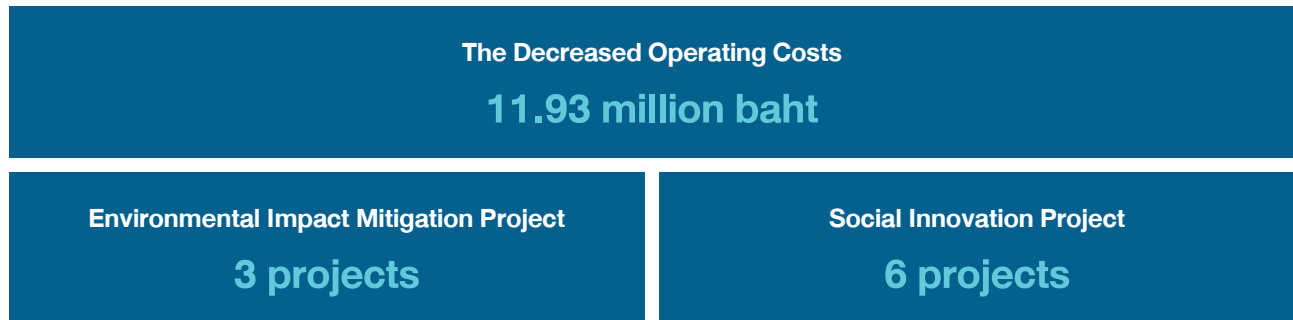 The Decreased Operating Costs
11.93 million baht
Environmental Impact Mitigation Project
3 projects
Social Innovation Project
6 projects